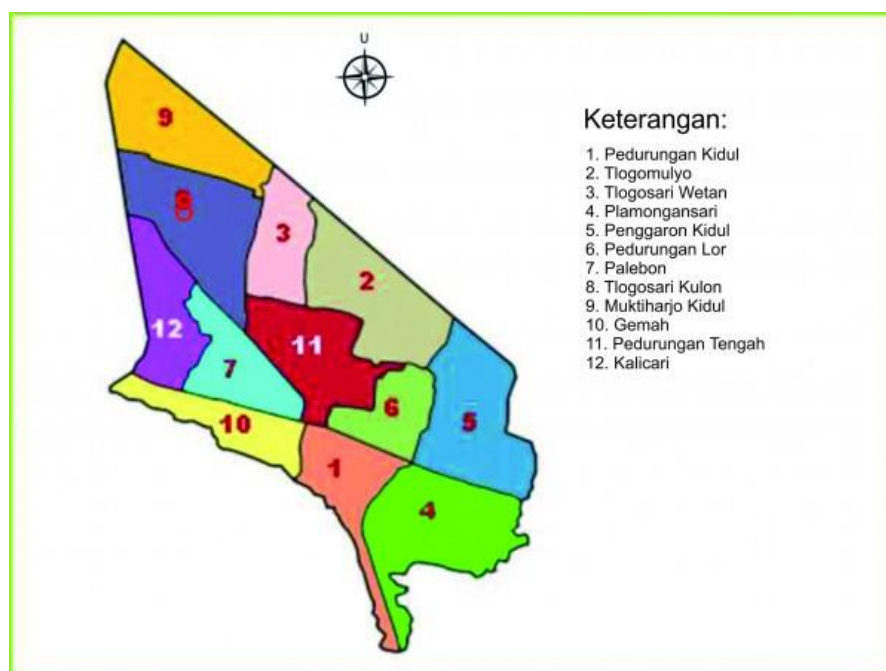 U
9
Keterangan:
1. Pedurungan Kidul
2. Tlogomulyo
3. Tlogosari Wetan
4. Plamongansari
5. Penggaron Kidul
6. Pedurungan Lor
7. Palebon
8. Tlogosari Kulon
9. Muktiharjo Kidul
10. Gemah
11. Pedurungan Tengah
12. Kalicari
8
3
2
12
11
7
6
10
5
1
4